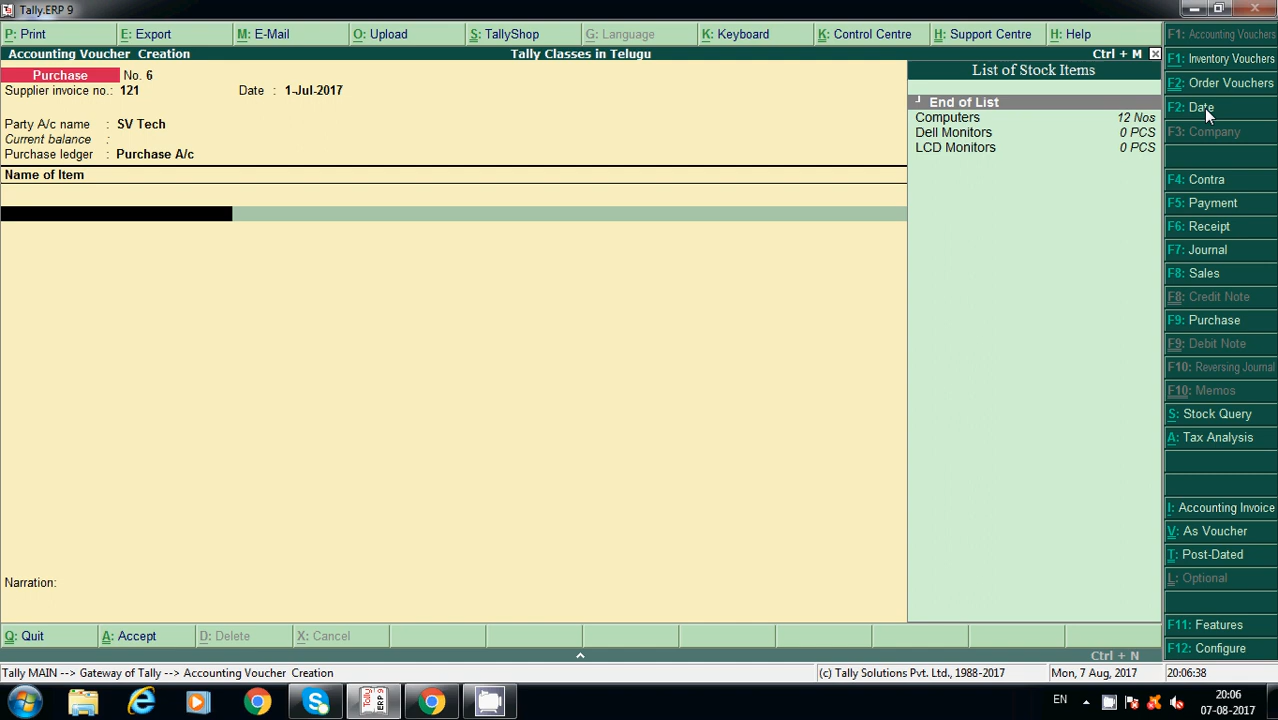 Tally.ERP 9
P: Print
E: Export
M: E-Mail
O: Upload
S: TallyShop
G: Language
K: Keyboard
K: Control Centre
H: Support Centre
H: Help
Accounting Voucher Creation
Tally Classes in Telugu
Ctrl + M
Purchase No. 6
Supplier invoice no.: 121 Date : 1-Jul-2017
Party A/c name : SV Tech
Current balance :
Purchase ledger : Purchase A/c
Name of Item
Narration:
List of Stock Items
End of List
Computers 12 Nos
Dell Monitors 0 PCS
LCD Monitors 0 PCS
F1: Accounting Vouchers
F1: Inventory Vouchers
F2: Order Vouchers
F2: Date
F3: Company
F4: Contra
F5: Payment
F6: Receipt
F7: Journal
F8: Sales
F8: Credit Note
F9: Purchase
F9: Debit Note
F10: Reversing Journal
F10: Memos
S: Stock Query
A: Tax Analysis
I: Accounting Invoice
V: As Voucher
T: Post-Dated
L: Optional
F11: Features
F12: Configure
Q: Quit
A: Accept
D: Delete
X: Cancel
Ctrl + N
Tally MAIN --> Gateway of Tally --> Accounting Voucher Creation
(c) Tally Solutions Pvt. Ltd., 1988-2017
Mon, 7 Aug, 2017
20:06:38
EN
20:06
07-08-2017